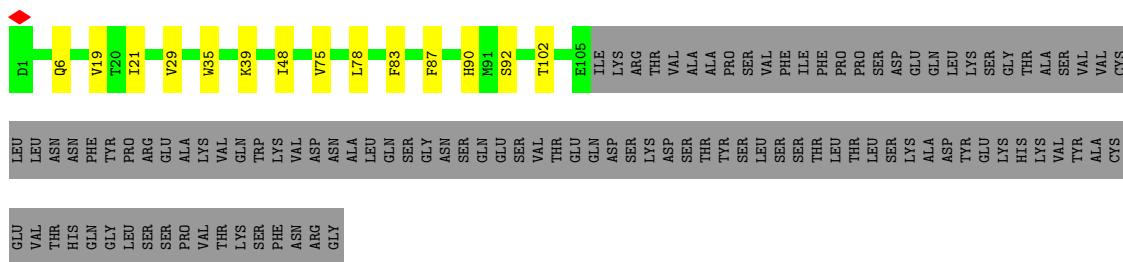 D1 Q6 V19 T20 I21 V29 W35 K39 I48 V75 L78 F83 F87 H90 M91 S92 T102 E105 ILE LYS ARG THR VAL ALA ALA PRO SER VAL PHE ILE PHE PRO PRO SER ASP GLU GLN LEU LYS SER GLY THR ALA SER VAL VAL CYS
LEU LEU ASN ASN PHE TYR PRO ARG GLU ALA LYS VAL GLN TRP LYS VAL ASP ASN ALA LEU GLN SER GLY ASN SER GLN GLU SER VAL THR GLU GLN ASP SER LYS ASP SER THR TYR SER LEU SER SER THR LEU THR LEU SER LYS ALA ASP TYR GLU LYS HIS LYS VAL TYR ALA CYS
GLU VAL THR HIS GLN GLY LEU SER SER PRO VAL THR LYS SER PHE ASN ARG GLY